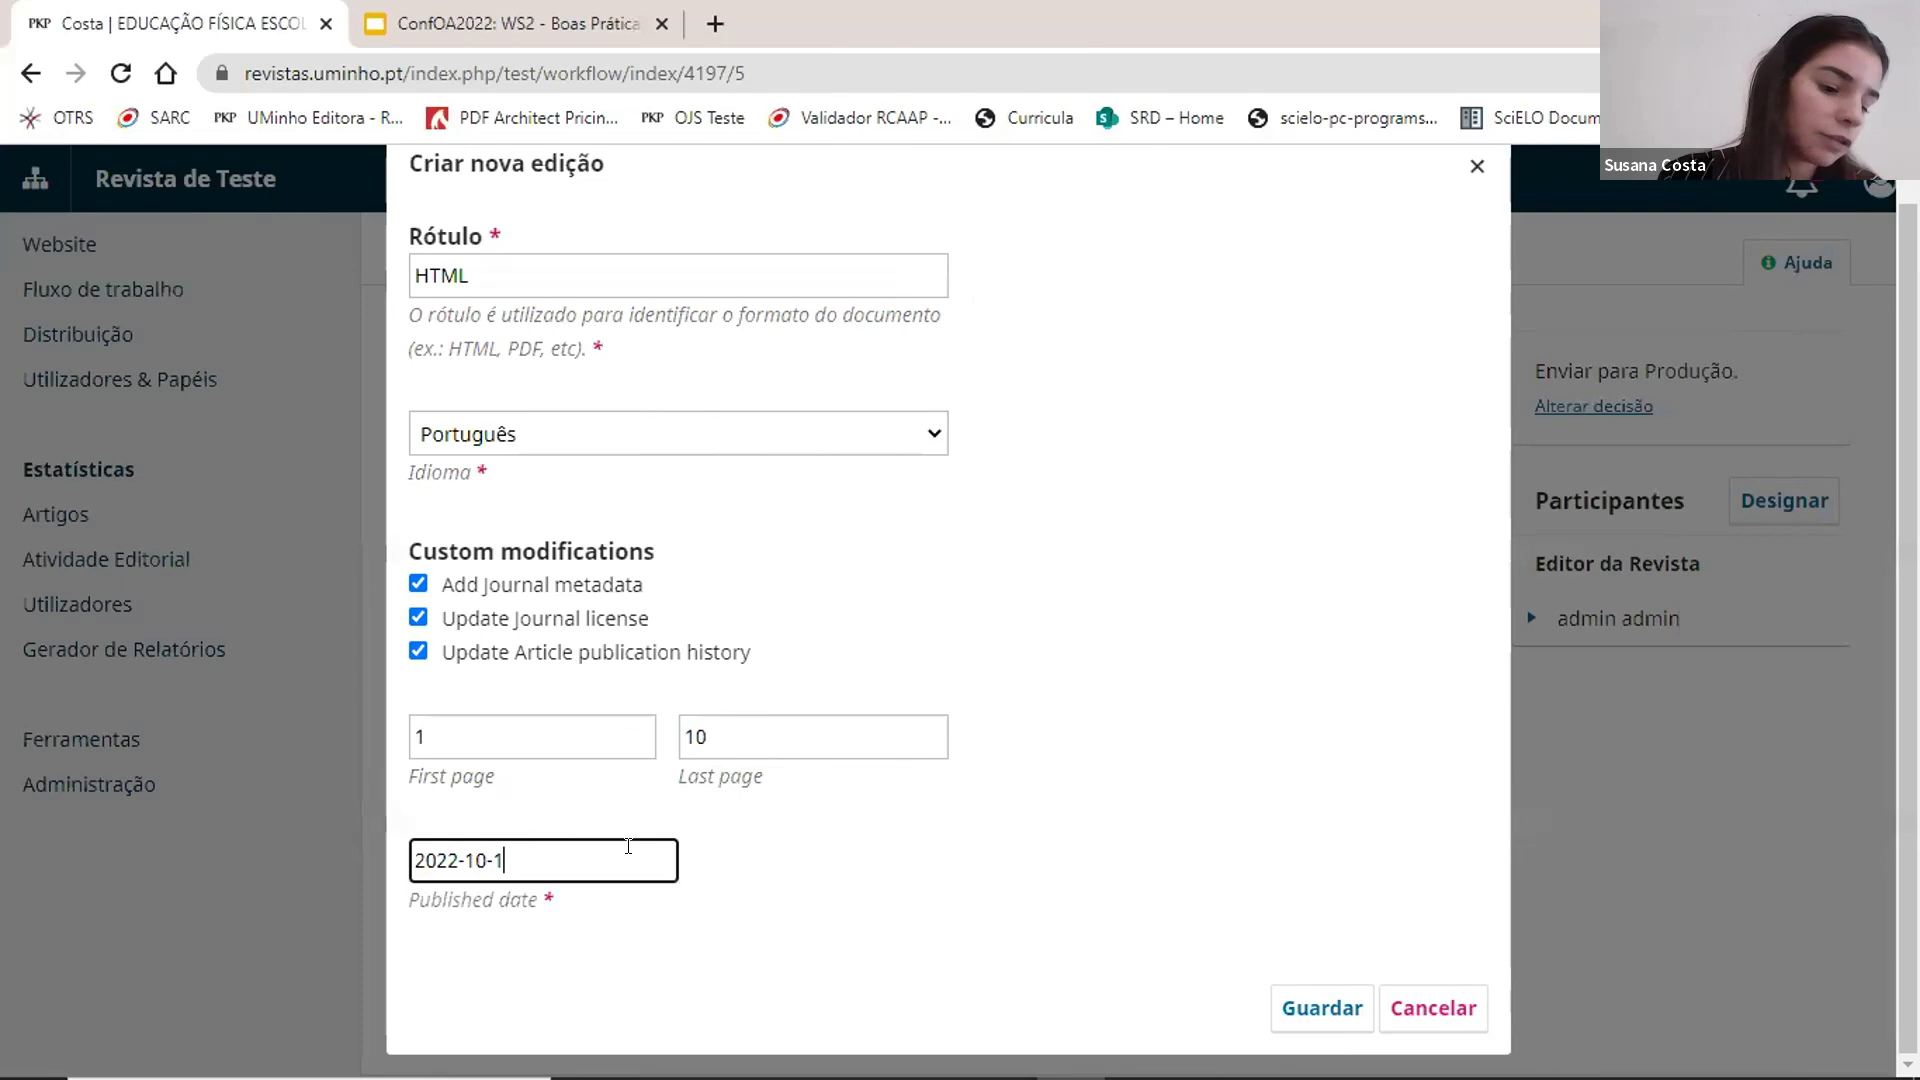 PKP Costa | EDUCAÇÃO FÍSICA ESCOL
ConfOA2022: WS2 - Boas Prática
revistas.uminho.pt/index.php/test/workflow/index/4197/5
OTRS
SARC
PKP UMinho Editora - R...
PDF Architect Pricin...
PKP OJS Teste
Validador RCAAP -...
Curricula
SRD – Home
scielo-pc-programs...
SciELO Docum
Susana Costa
Revista de Teste
Website
Fluxo de trabalho
Distribuição
Utilizadores & Papéis
Estatísticas
Artigos
Atividade Editorial
Utilizadores
Gerador de Relatórios
Ferramentas
Administração
Criar nova edição
Rótulo *
HTML
O rótulo é utilizado para identificar o formato do documento
(ex.: HTML, PDF, etc). *
Português
Idioma *
Custom modifications
Add Journal metadata
Update Journal license
Update Article publication history
1
10
First page
Last page
2022-10-1
Published date *
Guardar
Cancelar
Ajuda
Enviar para Produção.
Alterar decisão
Participantes
Designar
Editor da Revista
admin admin